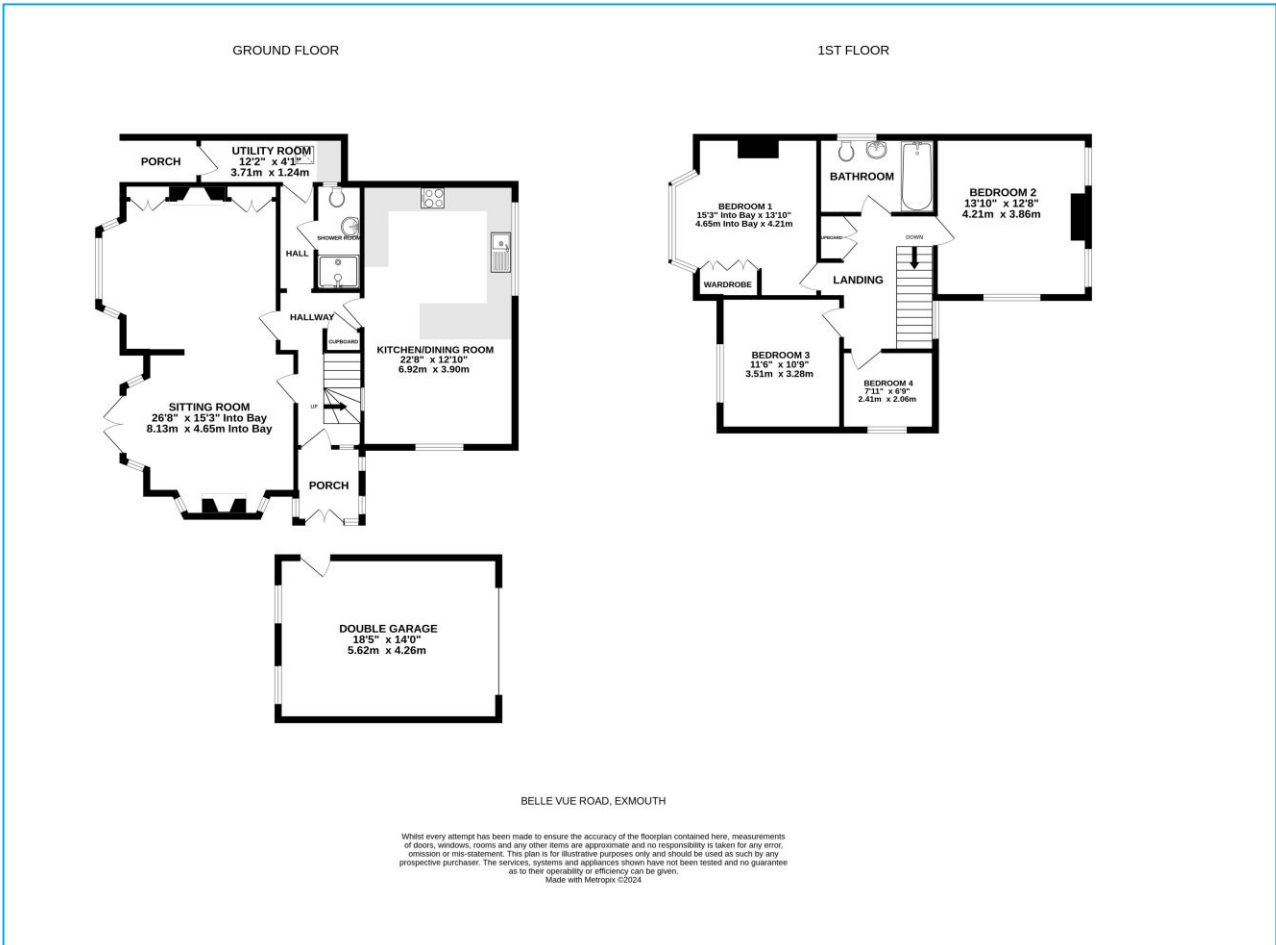 GROUND FLOOR
1ST FLOOR
PORCH
UTILITY ROOM
12'2" x 4'1"
3.71m x 1.24m
SHOWER ROOM
HALL
HALLWAY
CUPBOARD
KITCHEN/DINING ROOM
22'8" x 12'10"
6.92m x 3.90m
SITTING ROOM
26'8" x 15'3" Into Bay
8.13m x 4.65m Into Bay
UP
PORCH
DOUBLE GARAGE
18'5" x 14'0"
5.62m x 4.26m
BEDROOM 1
15'3" Into Bay x 13'10"
4.65m Into Bay x 4.21m
WARDROBE
BATHROOM
BEDROOM 2
13'10" x 12'8"
4.21m x 3.86m
DOWN
LANDING
BEDROOM 3
11'6" x 10'9"
3.51m x 3.28m
BEDROOM 4
7'11" x 6'9"
2.41m x 2.06m
BELLE VUE ROAD, EXMOUTH
Whilst every attempt has been made to ensure the accuracy of the floorplan contained here, measurements
of doors, windows, rooms and any other items are approximate and no responsibility is taken for any error,
omission or mis-statement. This plan is for illustrative purposes only and should be used as such by any
prospective purchaser. The services, systems and appliances shown have not been tested and no guarantee
as to their operability or efficiency can be given.
Made with Metropix ©2024